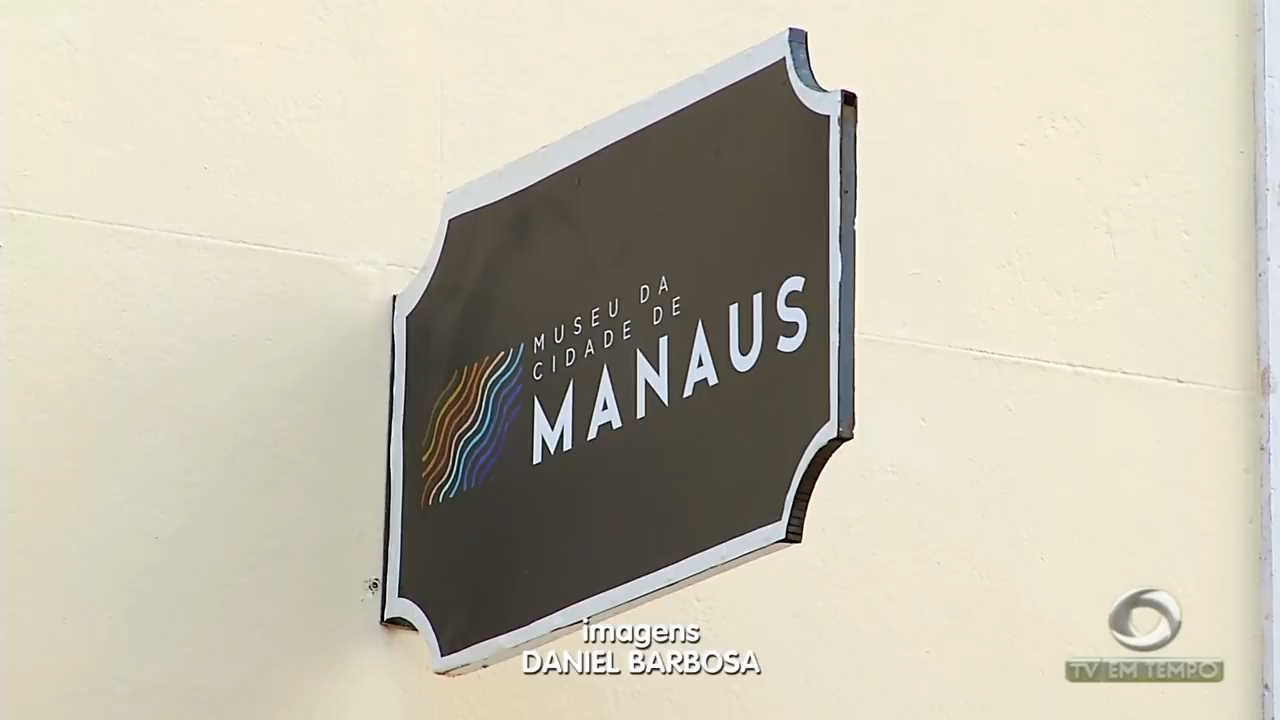 MUSEU DA
CIDADE DE
MANAUS
imagens
DANIEL BARBOSA
TV EM TEMPO